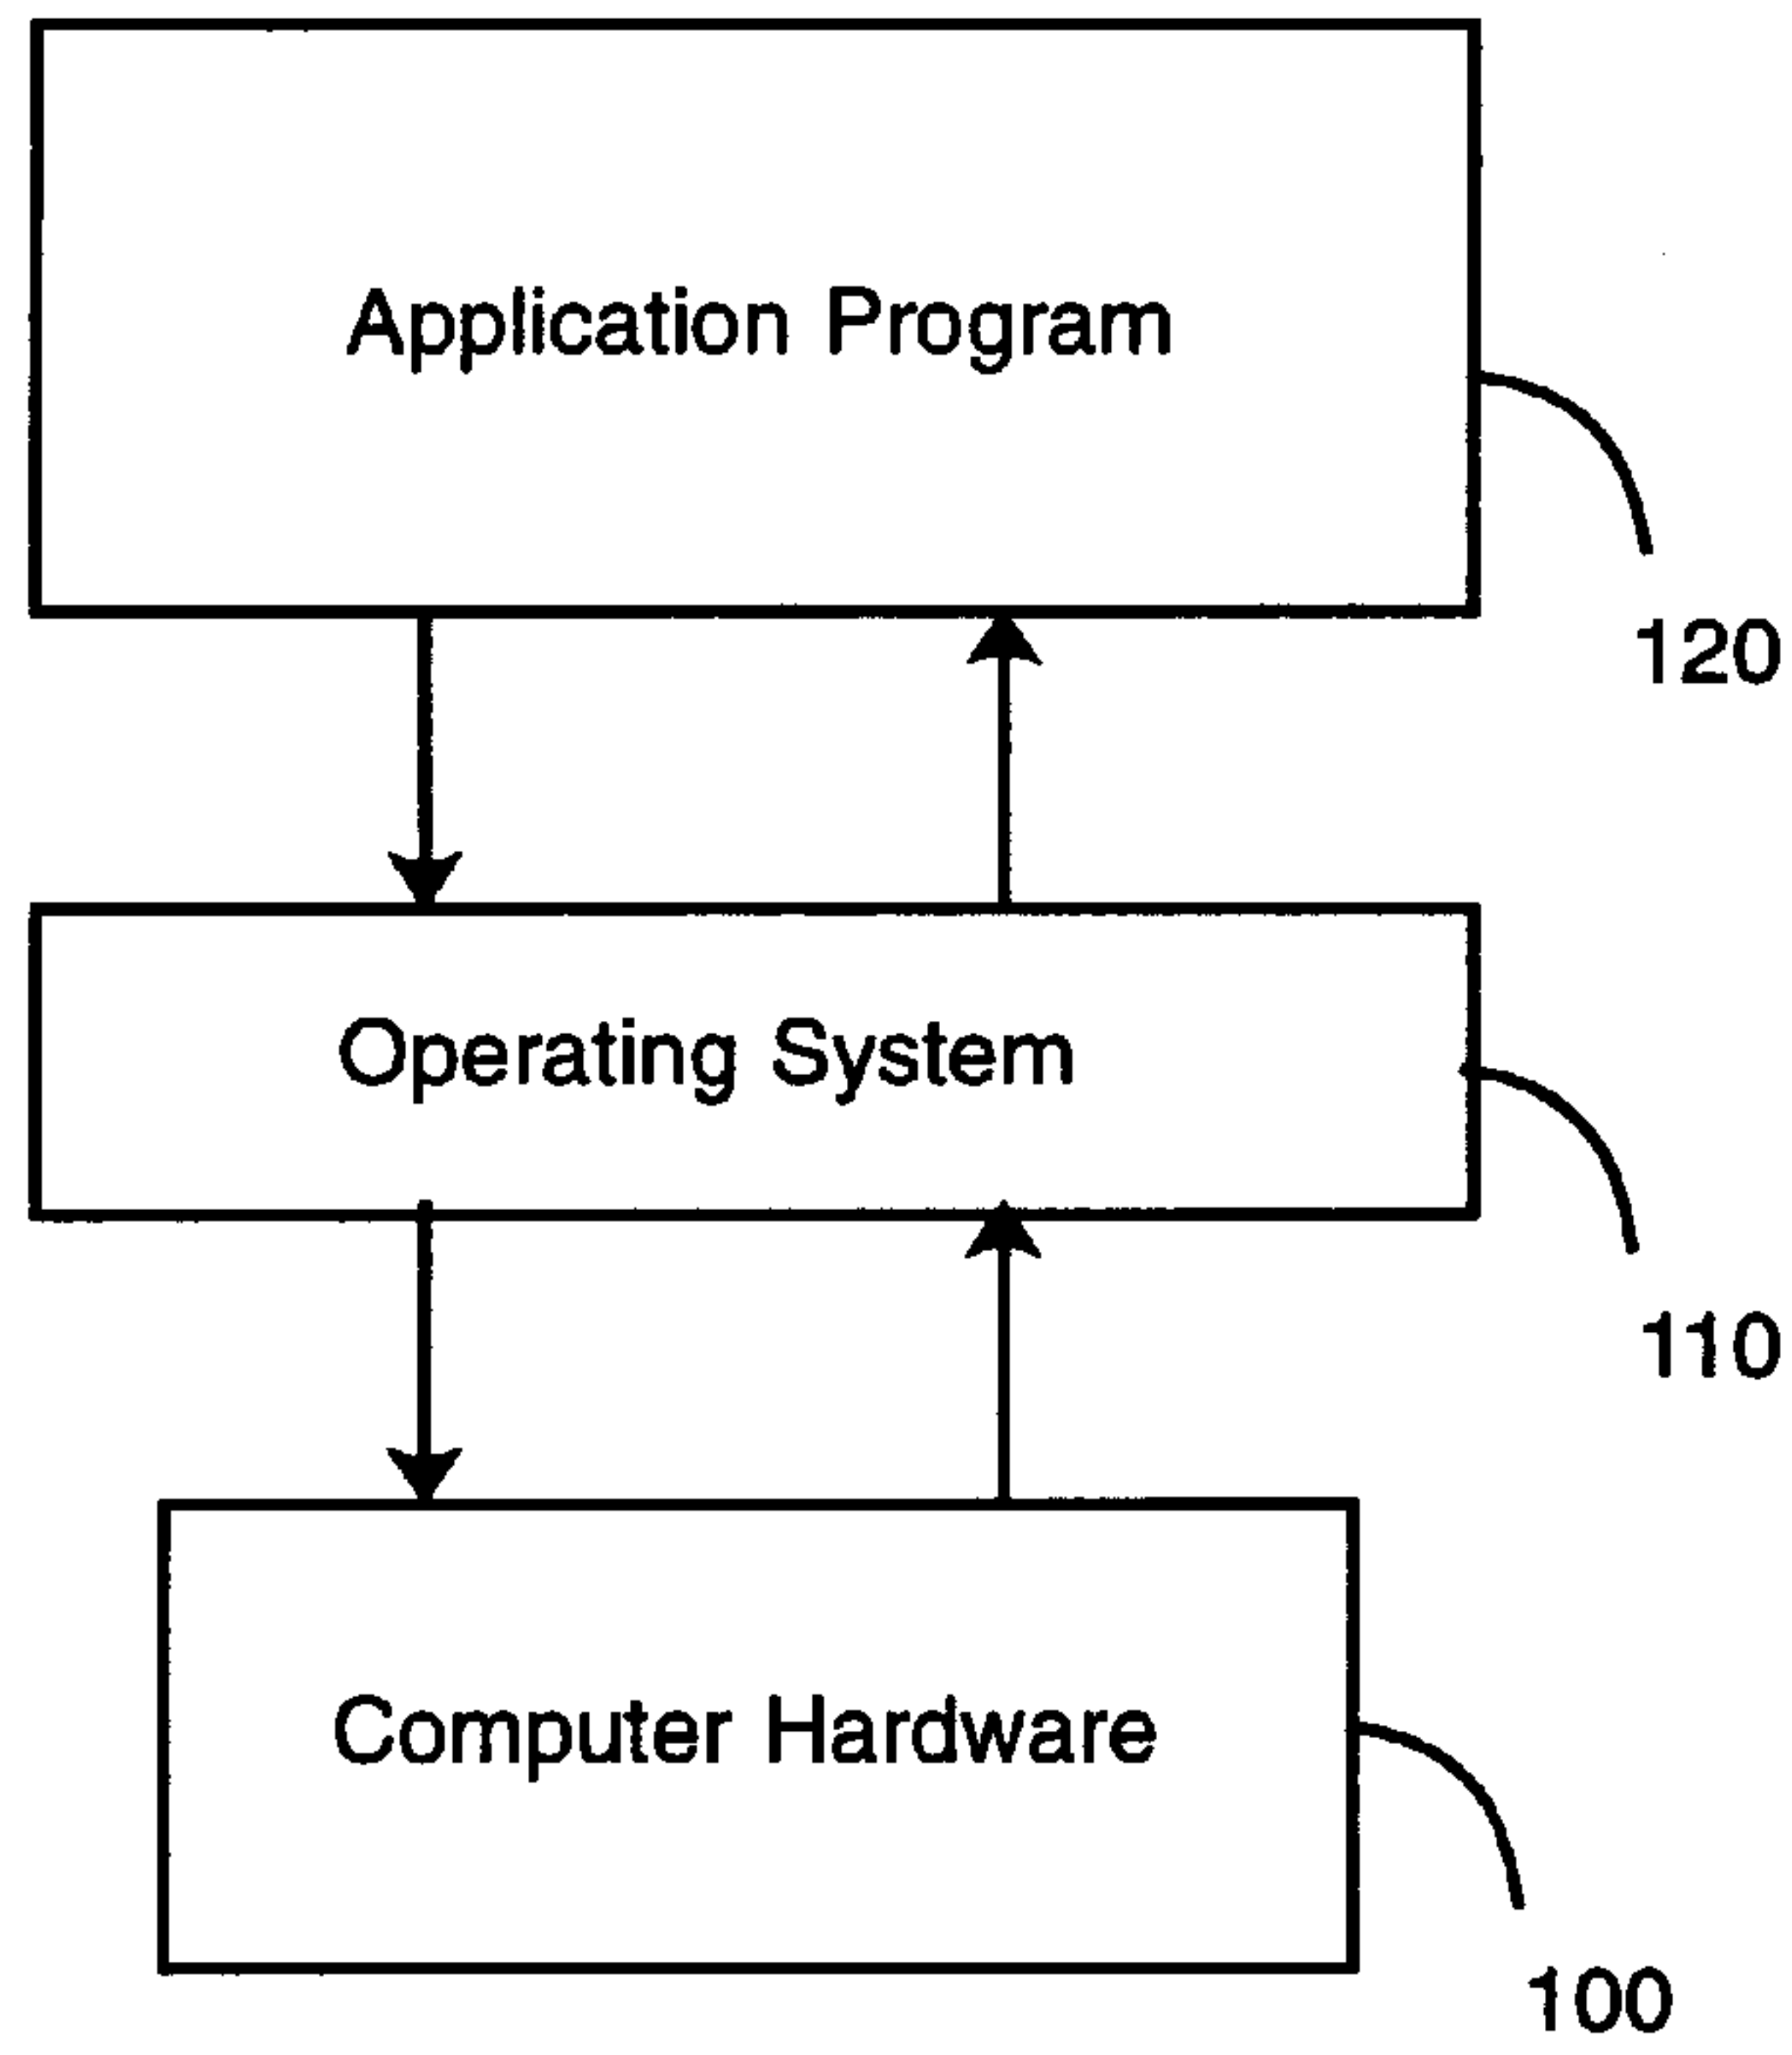 Application Program
120
Operating System
110
Computer Hardware
100